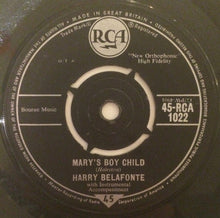 MADE IN GREAT BRITAIN
RCA
"New Orthophonic"
High Fidelity
Bourne Music
45-RCA
1022
MARY'S BOY CHILD
(Hairston)
HARRY BELAFONTE
with Instrumental
Accompaniment
45